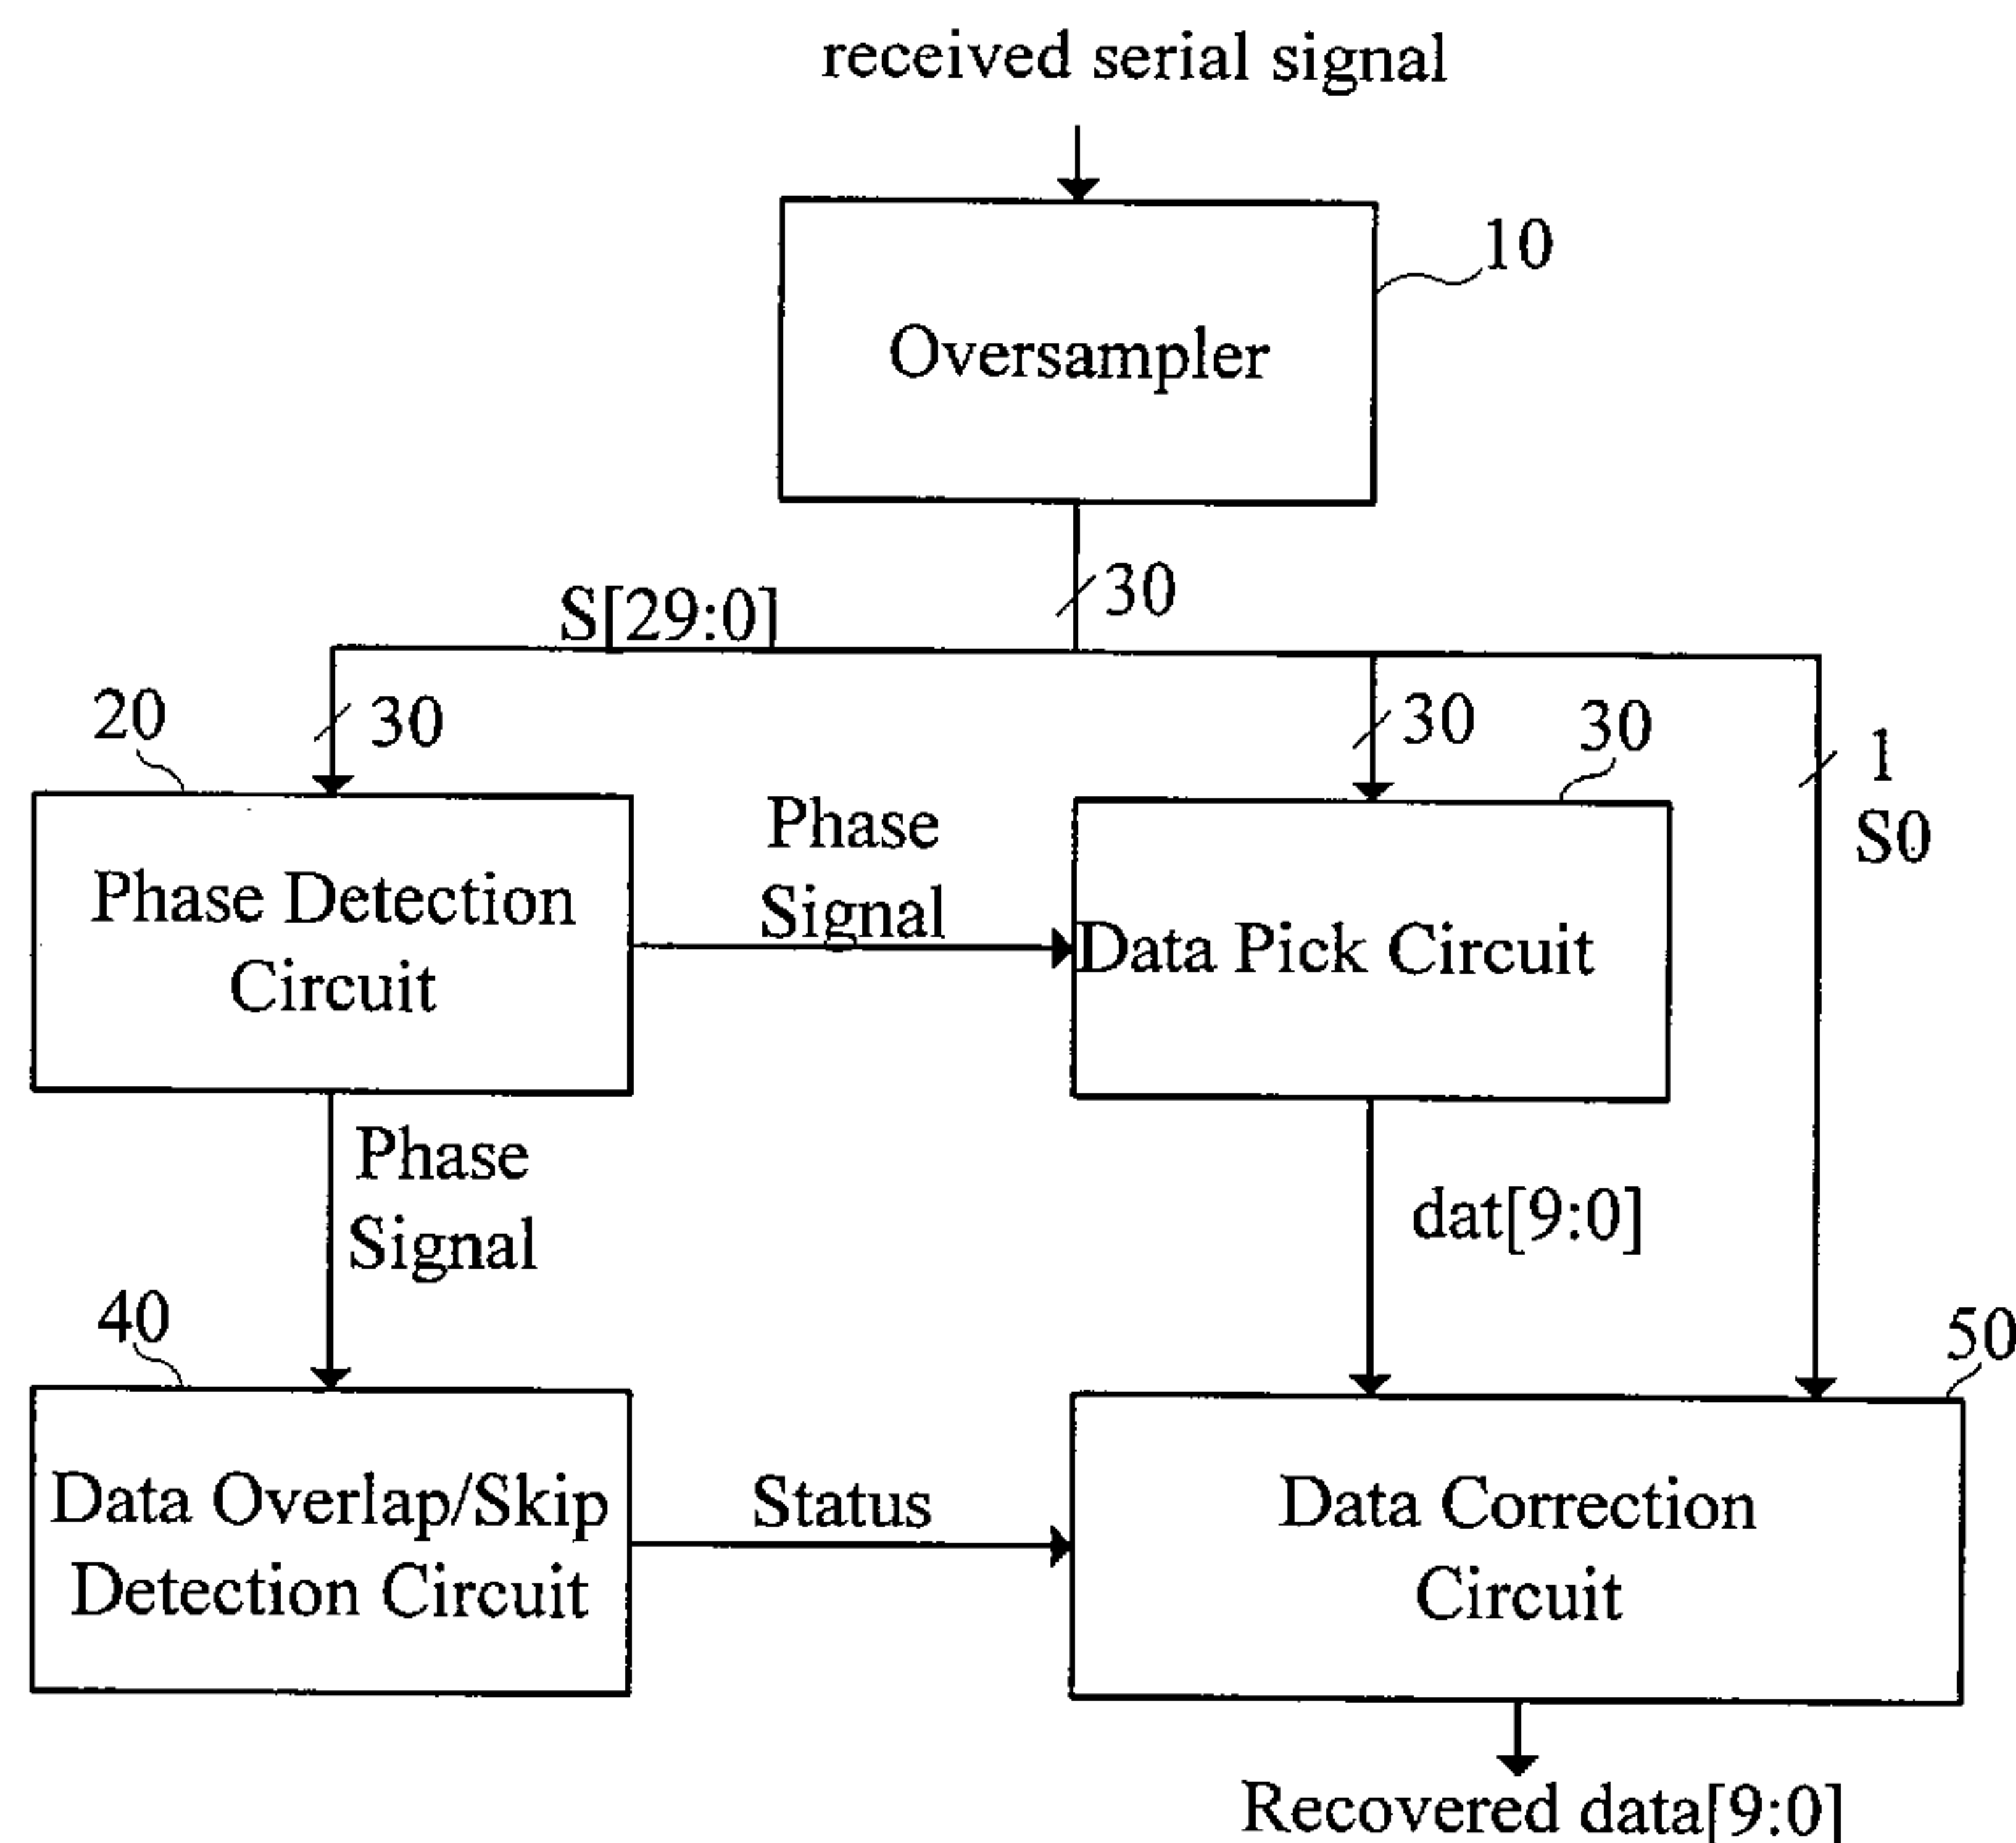 received serial signal
10
Oversampler
30
S[29:0]
20
30
30
30
1
S0
Phase
Signal
Phase Detection
Circuit
Data Pick Circuit
Phase
Signal
dat[9:0]
40
50
Data Overlap/Skip
Detection Circuit
Status
Data Correction
Circuit
Recovered data[9:0]